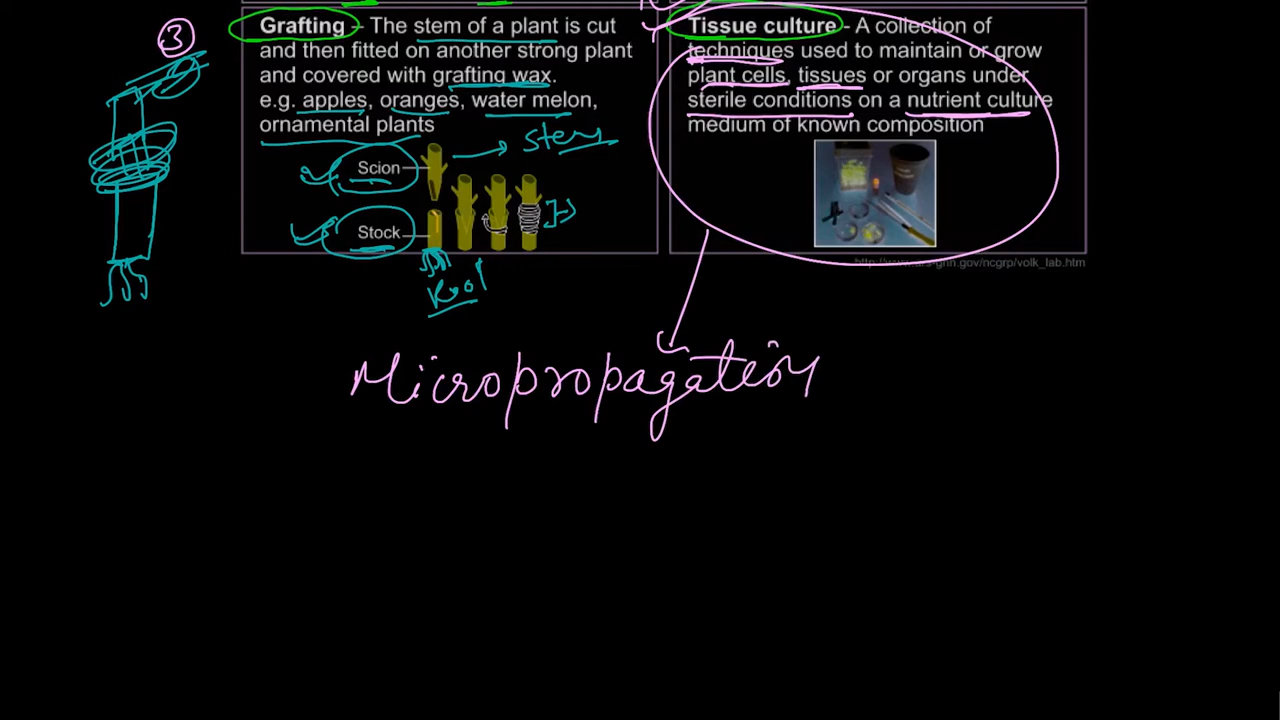 3
Grafting - The stem of a plant is cut
and then fitted on another strong plant
and covered with grafting wax.
e.g. apples, oranges, water melon,
ornamental plants
Scion
stem
Stock
Root
Tissue culture - A collection of
techniques used to maintain or grow
plant cells, tissues or organs under
sterile conditions on a nutrient culture
medium of known composition
Micropropagation